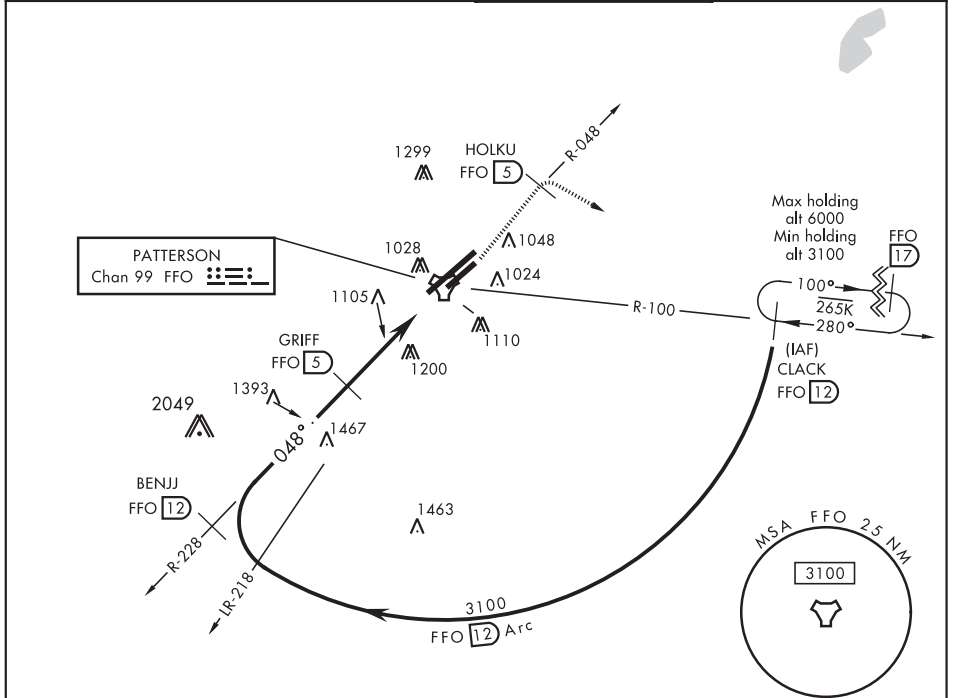 1299
HOLKU
FFO 5
R-048
Max holding
alt 6000
Min holding
alt 3100
FFO
17
PATTERSON
Chan 99 FFO
1028
1048
1024
1105
R-100
100°
265K
280°
1110
GRIFF
FFO 5
1200
(IAF)
CLACK
FFO 12
1393
2049
048°
1467
BENJJ
FFO 12
1463
R-228
LR-218
3100
FFO 12 Arc
MSA FFO 25 NM
3100